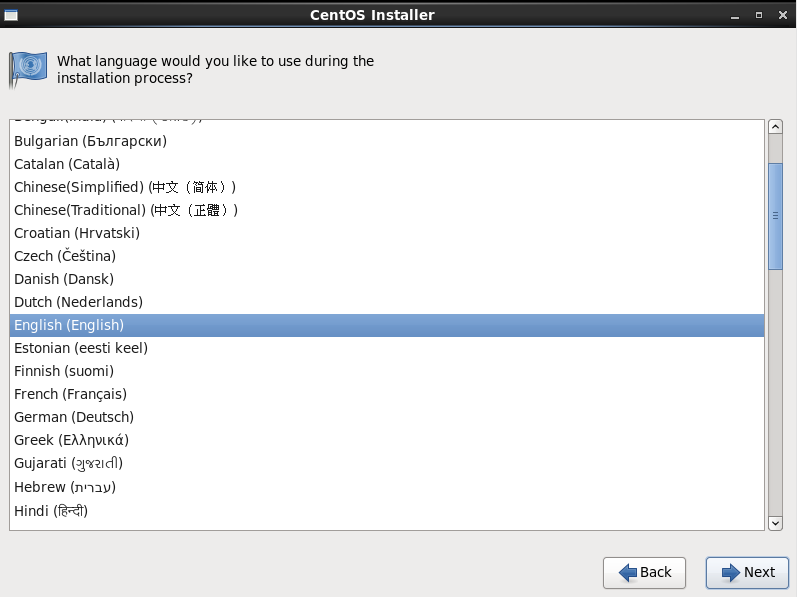 CentOS Installer
What language would you like to use during the
installation process?
Bulgarian (Български)
Catalan (Català)
Chinese(Simplified) (中文（简体）)
Chinese(Traditional) (中文（正體）)
Croatian (Hrvatski)
Czech (Čeština)
Danish (Dansk)
Dutch (Nederlands)
English (English)
Estonian (eesti keel)
Finnish (suomi)
French (Français)
German (Deutsch)
Greek (Ελληνικά)
Gujarati (ગુજરાતી)
Hebrew (עברית)
Hindi (हिन्दी)
Back
Next